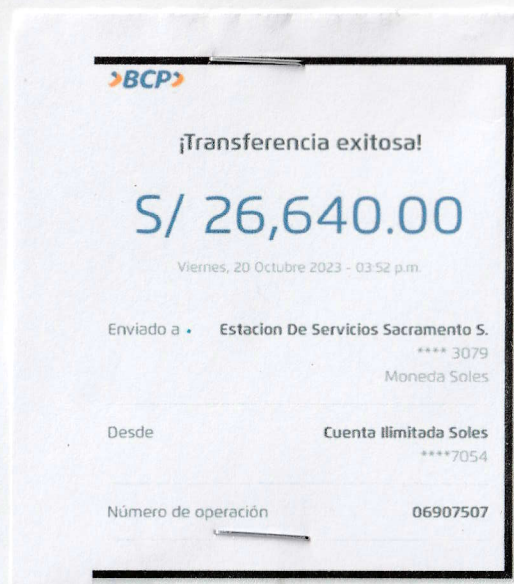 BCP
¡Transferencia exitosa!
S/ 26,640.00
Viernes, 20 Octubre 2023 - 03:52 p.m.
Enviado a • Estacion De Servicios Sacramento S.
**** 3079
Moneda Soles
Desde Cuenta Ilimitada Soles
****7054
Número de operación 06907507